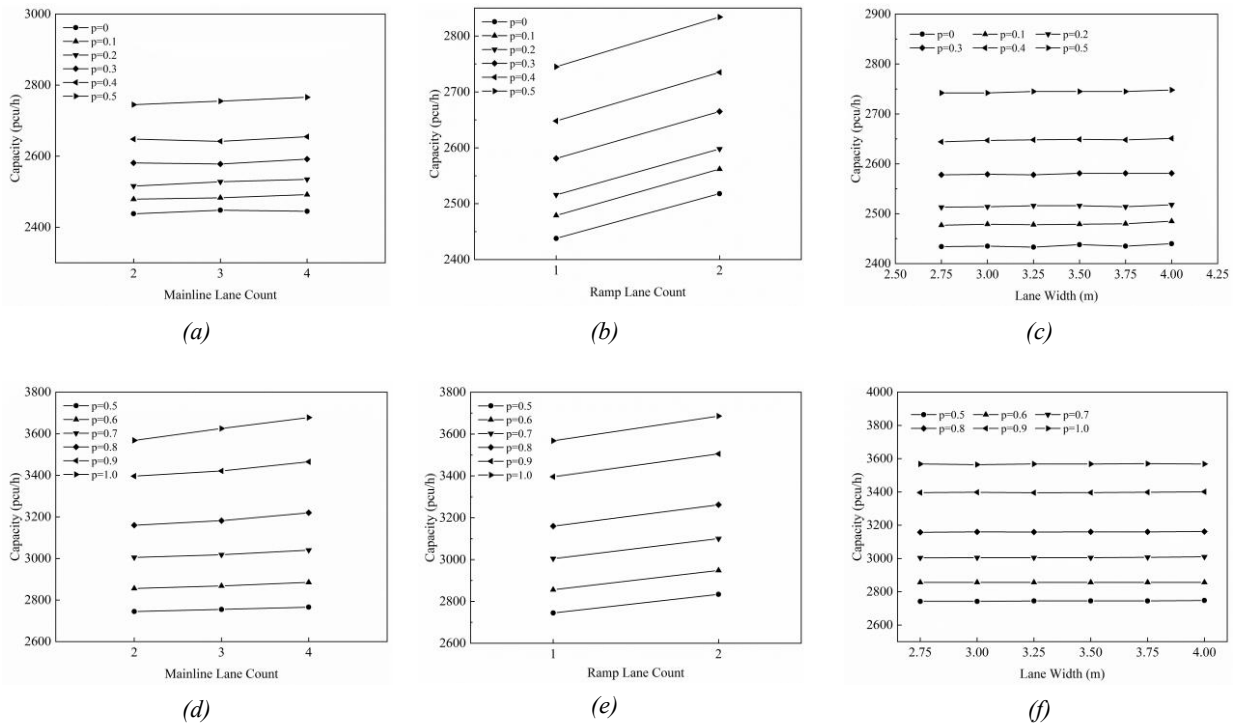 3000
2800
2600
2400
p=0
p=0.1
p=0.2
p=0.3
p=0.4
p=0.5
Capacity (pcu/h)
2 3 4
Mainline Lane Count
(a)
2800
2700
2600
2500
2400
p=0
p=0.1
p=0.2
p=0.3
p=0.4
p=0.5
Capacity (pcu/h)
1 2
Ramp Lane Count
(b)
2900
2800
2700
2600
2500
2400
p=0 p=0.1 p=0.2
p=0.3 p=0.4 p=0.5
Capacity (pcu/h)
2.50 2.75 3.00 3.25 3.50 3.75 4.00 4.25
Lane Width (m)
(c)
3800
3600
3400
3200
3000
2800
2600
p=0.5
p=0.6
p=0.7
p=0.8
p=0.9
p=1.0
Capacity (pcu/h)
2 3 4
Mainline Lane Count
(d)
3800
3600
3400
3200
3000
2800
2600
p=0.5
p=0.6
p=0.7
p=0.8
p=0.9
p=1.0
Capacity (pcu/h)
1 2
Ramp Lane Count
(e)
4000
3800
3600
3400
3200
3000
2800
2600
p=0.5 p=0.6 p=0.7
p=0.8 p=0.9 p=1.0
Capacity (pcu/h)
2.75 3.00 3.25 3.50 3.75 4.00
Lane Width (m)
(f)